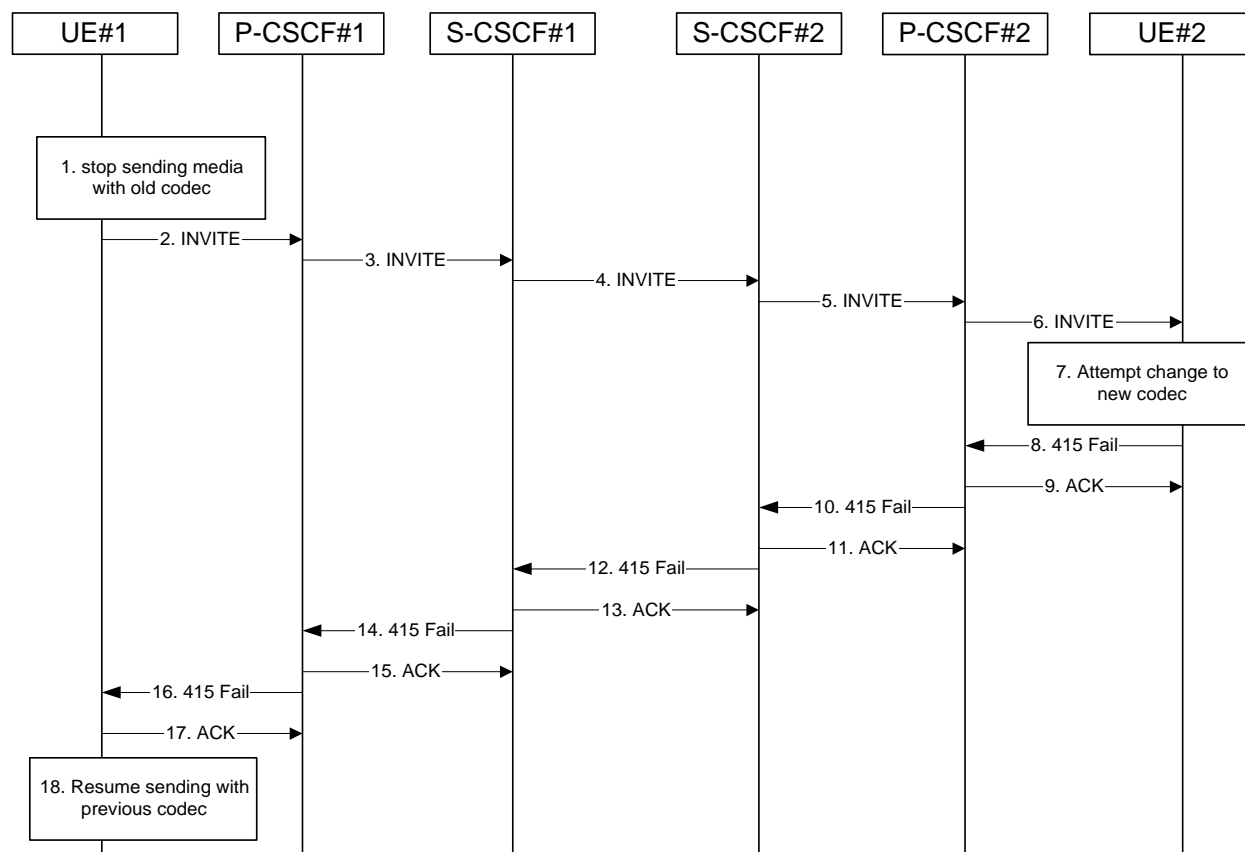 UE#1
P-CSCF#1
S-CSCF#1
S-CSCF#2
P-CSCF#2
UE#2
1. stop sending media
with old codec
2. INVITE
3. INVITE
4. INVITE
5. INVITE
6. INVITE
7. Attempt change to
new codec
8. 415 Fail
9. ACK
10. 415 Fail
11. ACK
12. 415 Fail
13. ACK
14. 415 Fail
15. ACK
16. 415 Fail
17. ACK
18. Resume sending with
previous codec